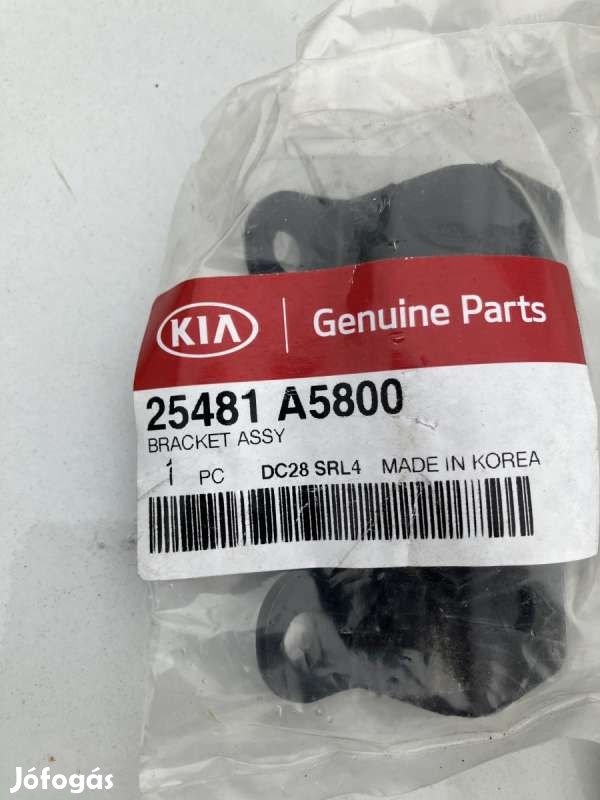 KIA Genuine Parts
25481 A5800
BRACKET ASSY
1 PC DC28 SRL4 MADE IN KOREA
Jófogás